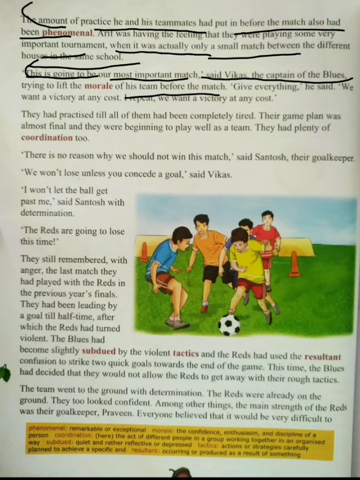 The amount of practice he and his teammates had put in before the match also had
been phenomenal. Arif was having the feeling that they were playing some very
important tournament, when it was actually only a small match between the different
houses in the same school.
'This is going to be our most important match,' said Vikas, the captain of the Blues,
trying to lift the morale of his team before the match. 'Give everything,' he said. 'We
want a victory at any cost. I repeat, we want a victory at any cost.'
They had practised till all of them had been completely tired. Their game plan was
almost final and they were beginning to play well as a team. They had plenty of
coordination too.
'There is no reason why we should not win this match,' said Santosh, their goalkeeper.
'We won't lose unless you concede a goal,' said Vikas.
'I won't let the ball get
past me,' said Santosh with
determination.
'The Reds are going to lose
this time!'
They still remembered, with
anger, the last match they
had played with the Reds in
the previous year's finals.
They had been leading by
a goal till half-time, after
which the Reds had turned
violent. The Blues had
become slightly subdued by the violent tactics and the Reds had used the resultant
confusion to strike two quick goals towards the end of the game. This time, the Blues
had decided that they would not allow the Reds to get away with their rough tactics.
The team went to the ground with determination. The Reds were already on the
ground. They too looked confident. Among other things, the main strength of the Reds
was their goalkeeper, Praveen. Everyone believed that it would be very difficult to
phenomenal: remarkable or exceptional morale: the confidence, enthusiasm, and discipline of a
person coordination: (here) the act of different people in a group working together in an organised
way subdued: quiet and rather reflective or depressed tactics: actions or strategies carefully
planned to achieve a specific end resultant: occurring or produced as a result of something